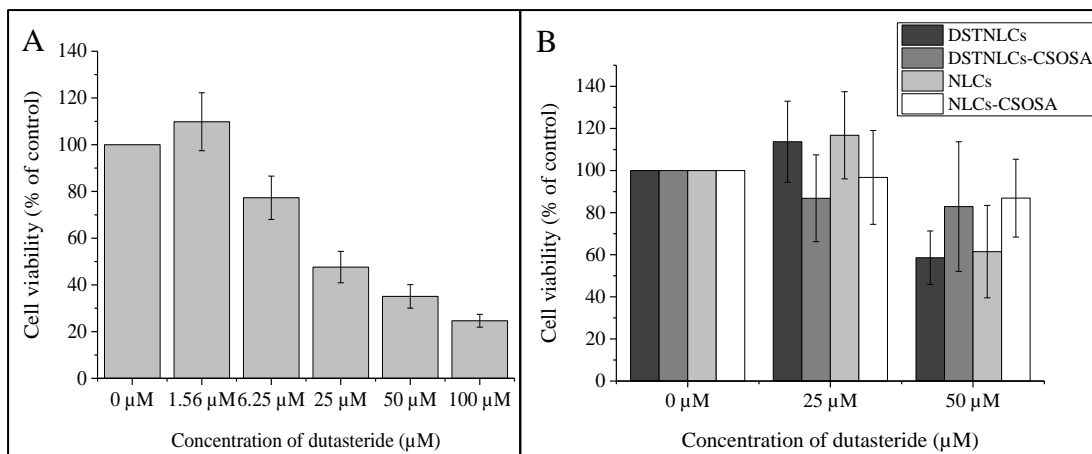 A
140
120
100
80
60
40
20
0
Cell viability (% of control)
0 µM 1.56 µM 6.25 µM 25 µM 50 µM 100 µM
Concentration of dutasteride (µM)
B
DSTNLCs
DSTNLCs-CSOSA
NLCs
NLCs-CSOSA
140
120
100
80
60
40
20
0
Cell viability (% of control)
0 µM 25 µM 50 µM
Concentration of dutasteride (µM)